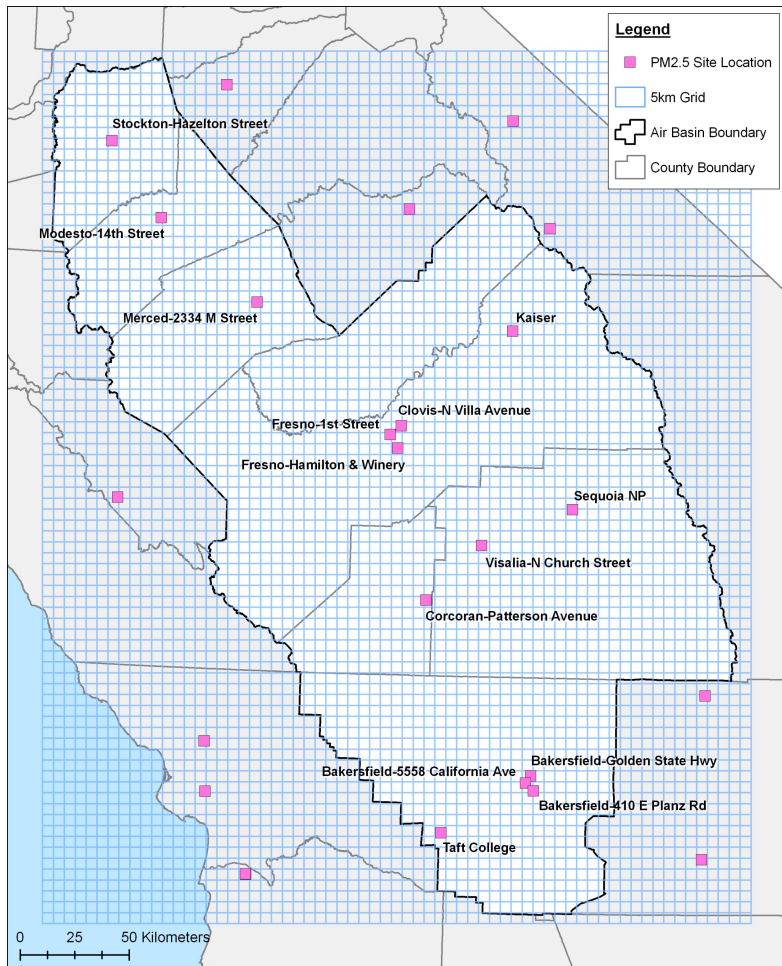 Legend
PM2.5 Site Location
5km Grid
Air Basin Boundary
County Boundary
Stockton-Hazelton Street
Modesto-14th Street
Merced-2334 M Street
Kaiser
Clovis-N Villa Avenue
Fresno-1st Street
Fresno-Hamilton & Winery
Sequoia NP
Visalia-N Church Street
Corcoran-Patterson Avenue
Bakersfield-Golden State Hwy
Bakersfield-5558 California Ave
Bakersfield-410 E Planz Rd
Taft College
0 25 50 Kilometers